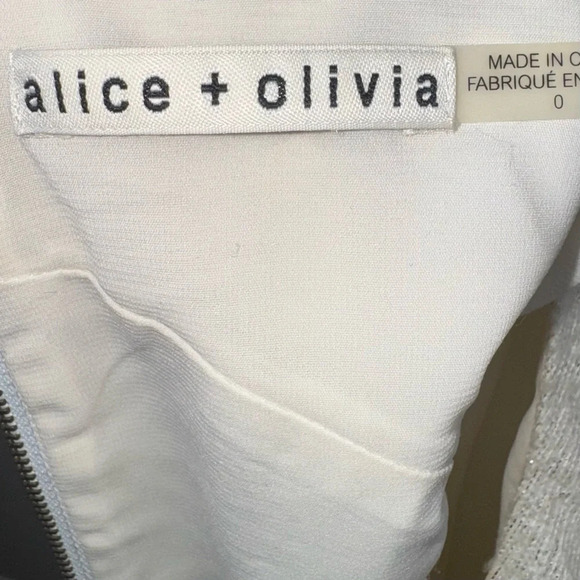 alice + olivia
MADE IN
FABRIQUÉ EN
0